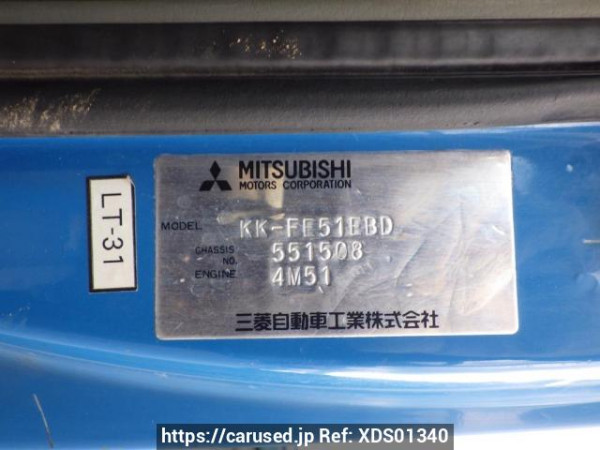 MITSUBISHI
MOTORS CORPORATION
MODEL KK-FE51EBD
CHASSIS NO. 551508
ENGINE 4M51
三菱自動車工業株式会社
LT-31
https://carused.jp Ref: XDS01340